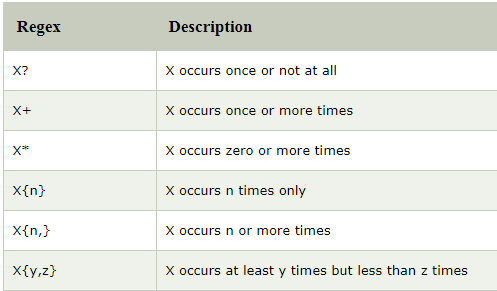 Regex Description
X? X occurs once or not at all
X+ X occurs once or more times
X* X occurs zero or more times
X{n} X occurs n times only
X{n,} X occurs n or more times
X{y,z} X occurs at least y times but less than z times